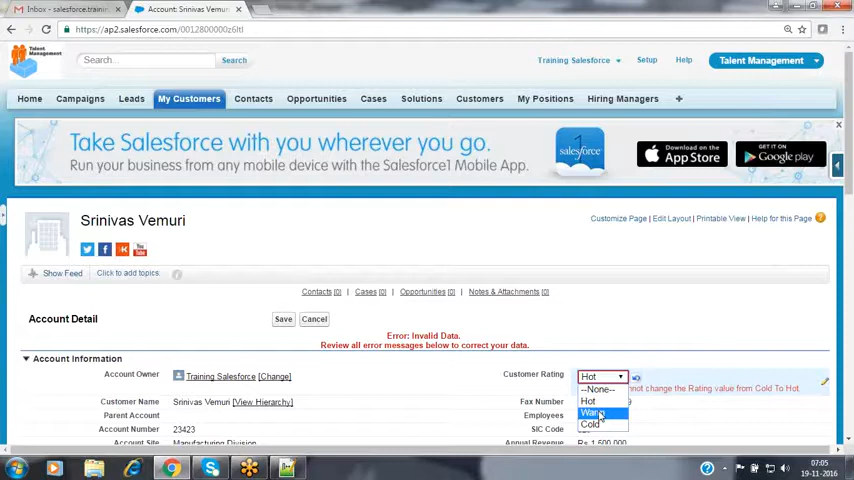 Inbox - salesforce.trainin
Account: Srinivas Vemuri
https://ap2.salesforce.com/0012800000z6ltI
Talent Management
Search...
Search
Training Salesforce
Setup
Help
Talent Management
Home
Campaigns
Leads
My Customers
Contacts
Opportunities
Cases
Solutions
Customers
My Positions
Hiring Managers
+
Take Salesforce with you wherever you go.
Run your business from any mobile device with the Salesforce1 Mobile App.
salesforce
Download on the App Store
GET IT ON Google play
Srinivas Vemuri
Customize Page | Edit Layout | Printable View | Help for this Page
Show Feed
Click to add topics:
Contacts [0] | Cases [0] | Opportunities [0] | Notes & Attachments [0]
Account Detail
Save
Cancel
Error: Invalid Data.
Review all error messages below to correct your data.
Account Information
Account Owner
Training Salesforce [Change]
Customer Rating
Hot
--None--
Hot
Warm
Cold
not change the Rating value from Cold To Hot
Customer Name
Srinivas Vemuri [View Hierarchy]
Fax Number
Parent Account
Employees
Account Number
23423
SIC Code
Account Site
Manufacturing Division
Annual Revenue
Rs.1,500,000
07:05
19-11-2016